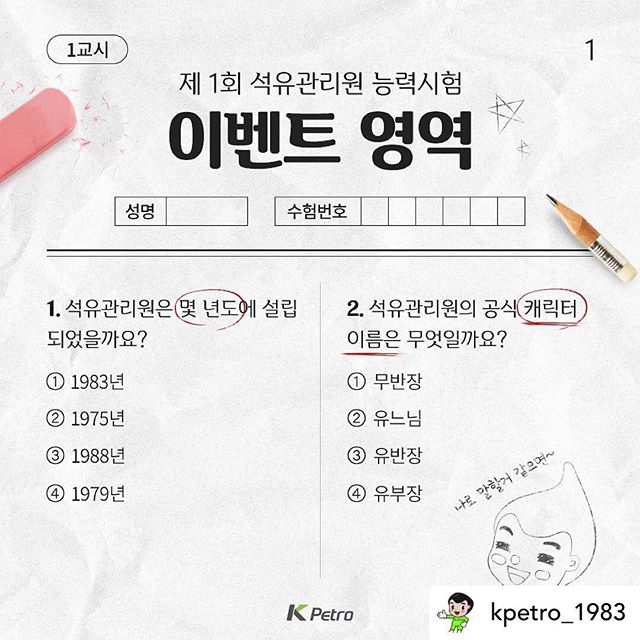 1교시
1
제 1회 석유관리원 능력시험
이벤트 영역
성명
수험번호
1. 석유관리원은 몇 년도에 설립
되었을까요?
① 1983년
② 1975년
③ 1988년
④ 1979년
2. 석유관리원의 공식 캐릭터
이름은 무엇일까요?
① 무반장
② 유느님
③ 유반장
④ 유부장
나로 말할거 같으면~
K Petro
kpetro_1983